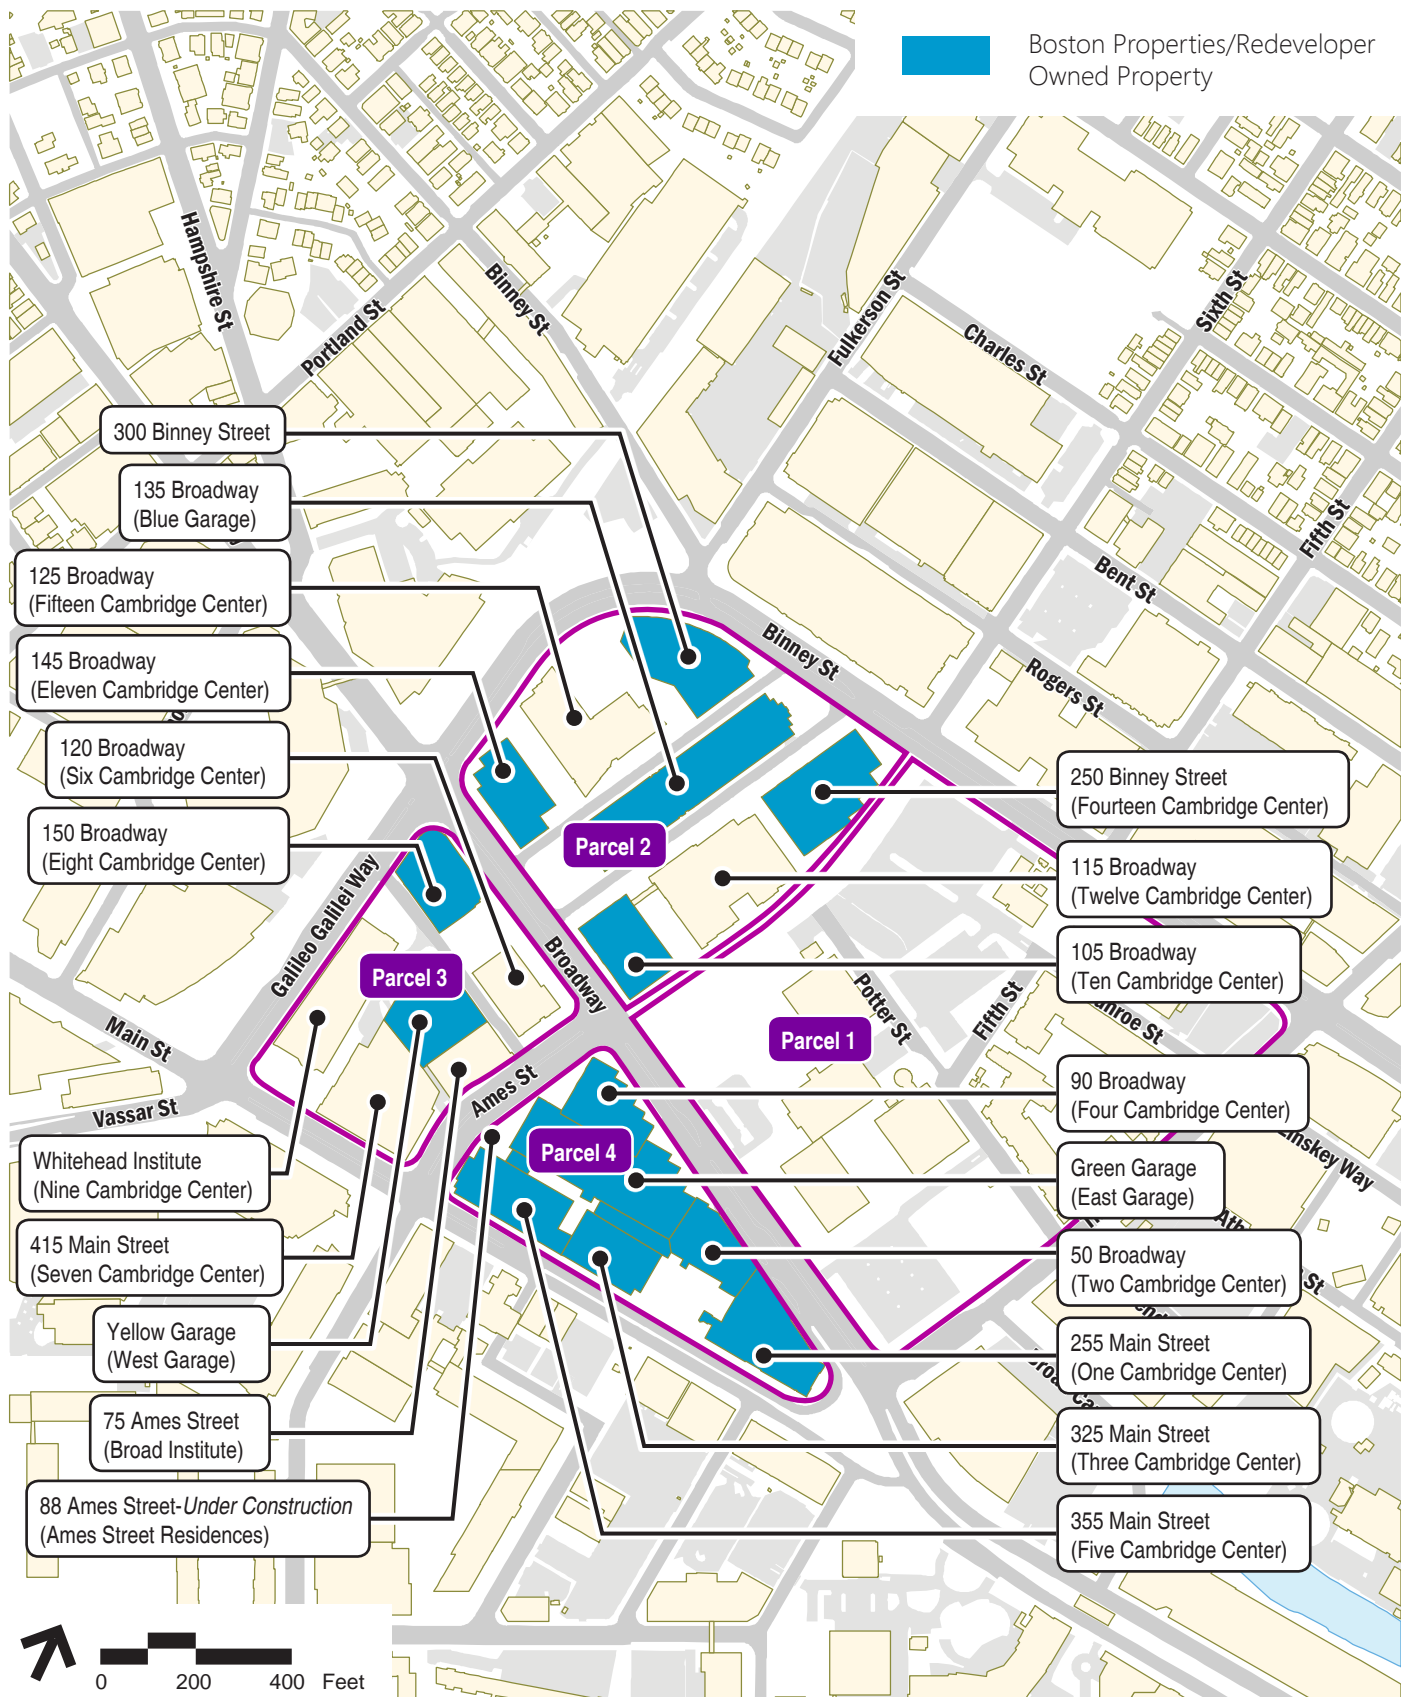 Boston Properties/Redeveloper
Owned Property
Hampshire St
Portland St
Binney St
Fulkerson St
Charles St
Sixth St
Fifth St
Bent St
Rogers St
Binney St
300 Binney Street
135 Broadway
(Blue Garage)
125 Broadway
(Fifteen Cambridge Center)
145 Broadway
(Eleven Cambridge Center)
120 Broadway
(Six Cambridge Center)
150 Broadway
(Eight Cambridge Center)
Parcel 2
250 Binney Street
(Fourteen Cambridge Center)
115 Broadway
(Twelve Cambridge Center)
105 Broadway
(Ten Cambridge Center)
Galileo Galilei Way
Parcel 3
Broadway
Potter St
Fifth St
Parcel 1
Main St
Vassar St
Ames St
90 Broadway
(Four Cambridge Center)
Parcel 4
Linskey Way
Green Garage
(East Garage)
50 Broadway
(Two Cambridge Center)
255 Main Street
(One Cambridge Center)
325 Main Street
(Three Cambridge Center)
355 Main Street
(Five Cambridge Center)
Whitehead Institute
(Nine Cambridge Center)
415 Main Street
(Seven Cambridge Center)
Yellow Garage
(West Garage)
75 Ames Street
(Broad Institute)
88 Ames Street-Under Construction
(Ames Street Residences)
0 200 400 Feet